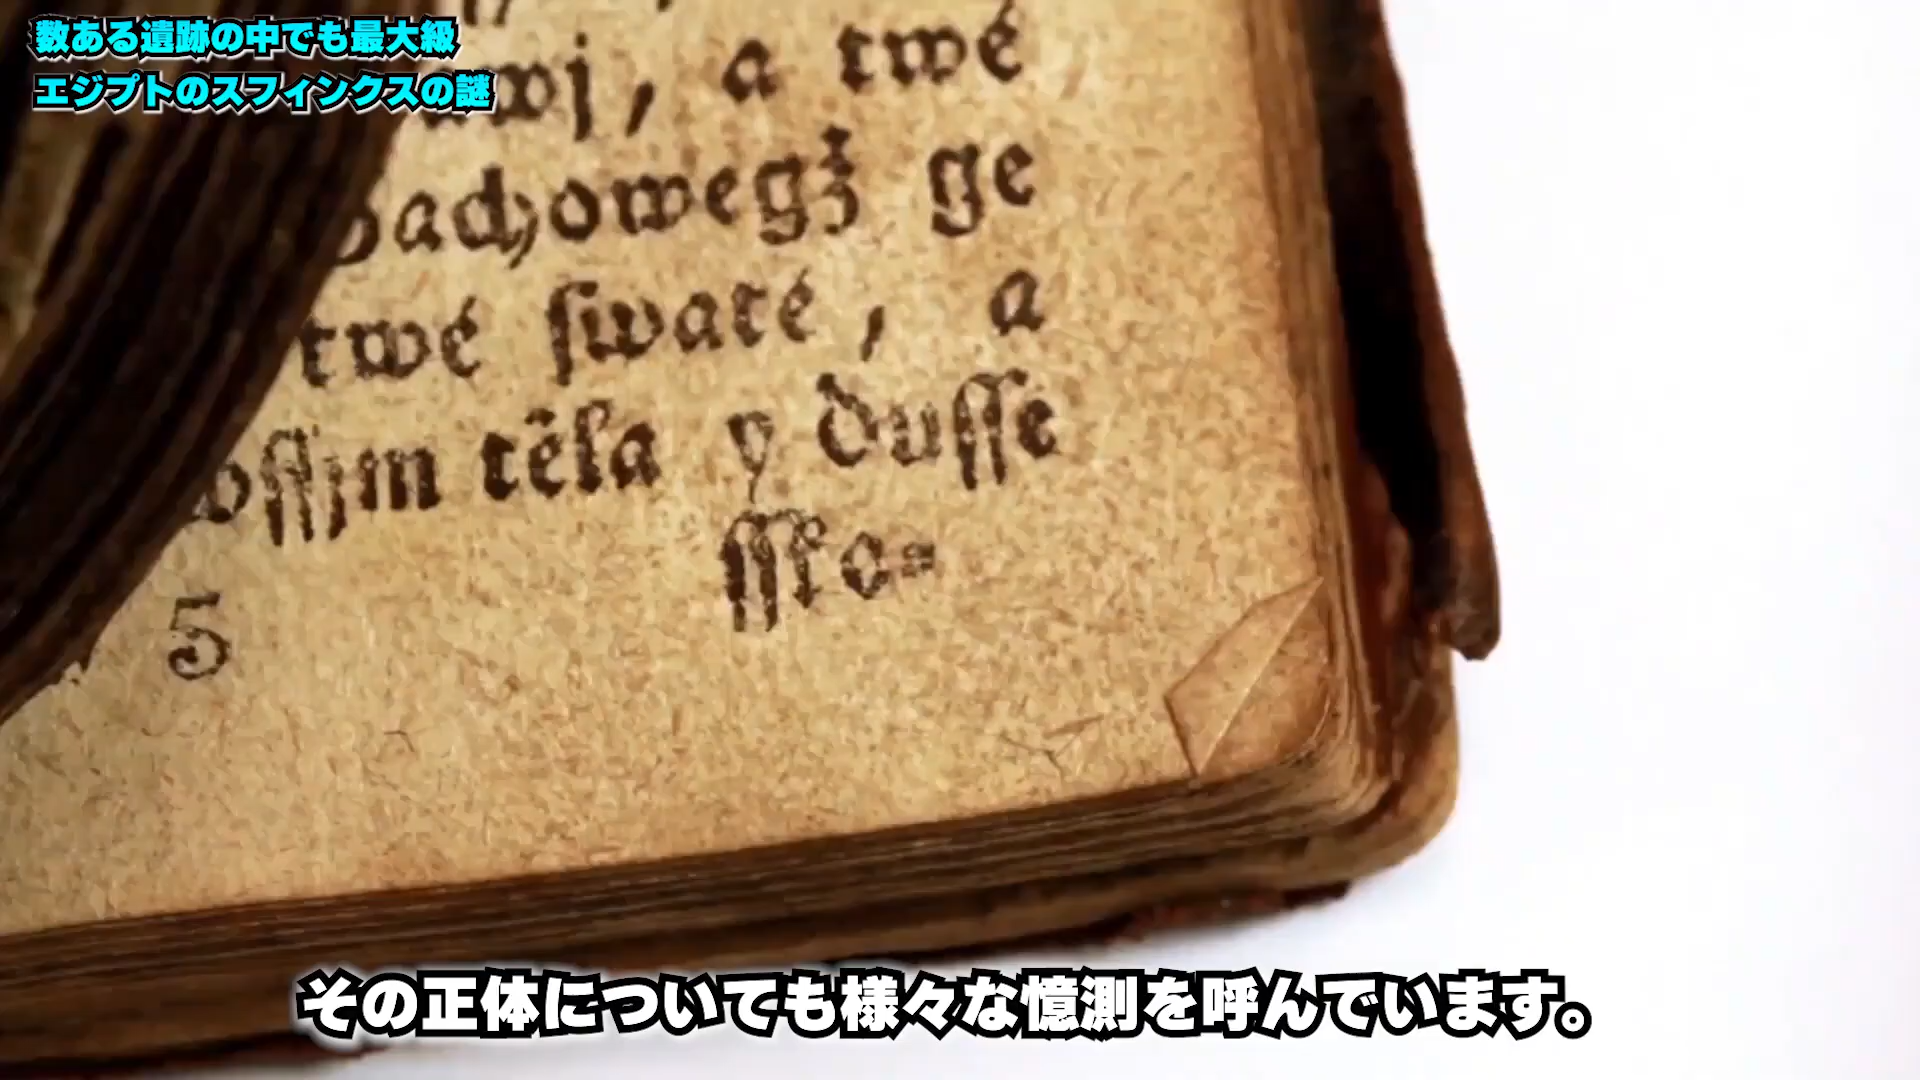 数ある遺跡の中でも最大級
エジプトのスフィンクスの謎
a twé
ge
twé ſwaté, a
těla y duſſe
5
その正体についても様々な憶測を呼んでいます。